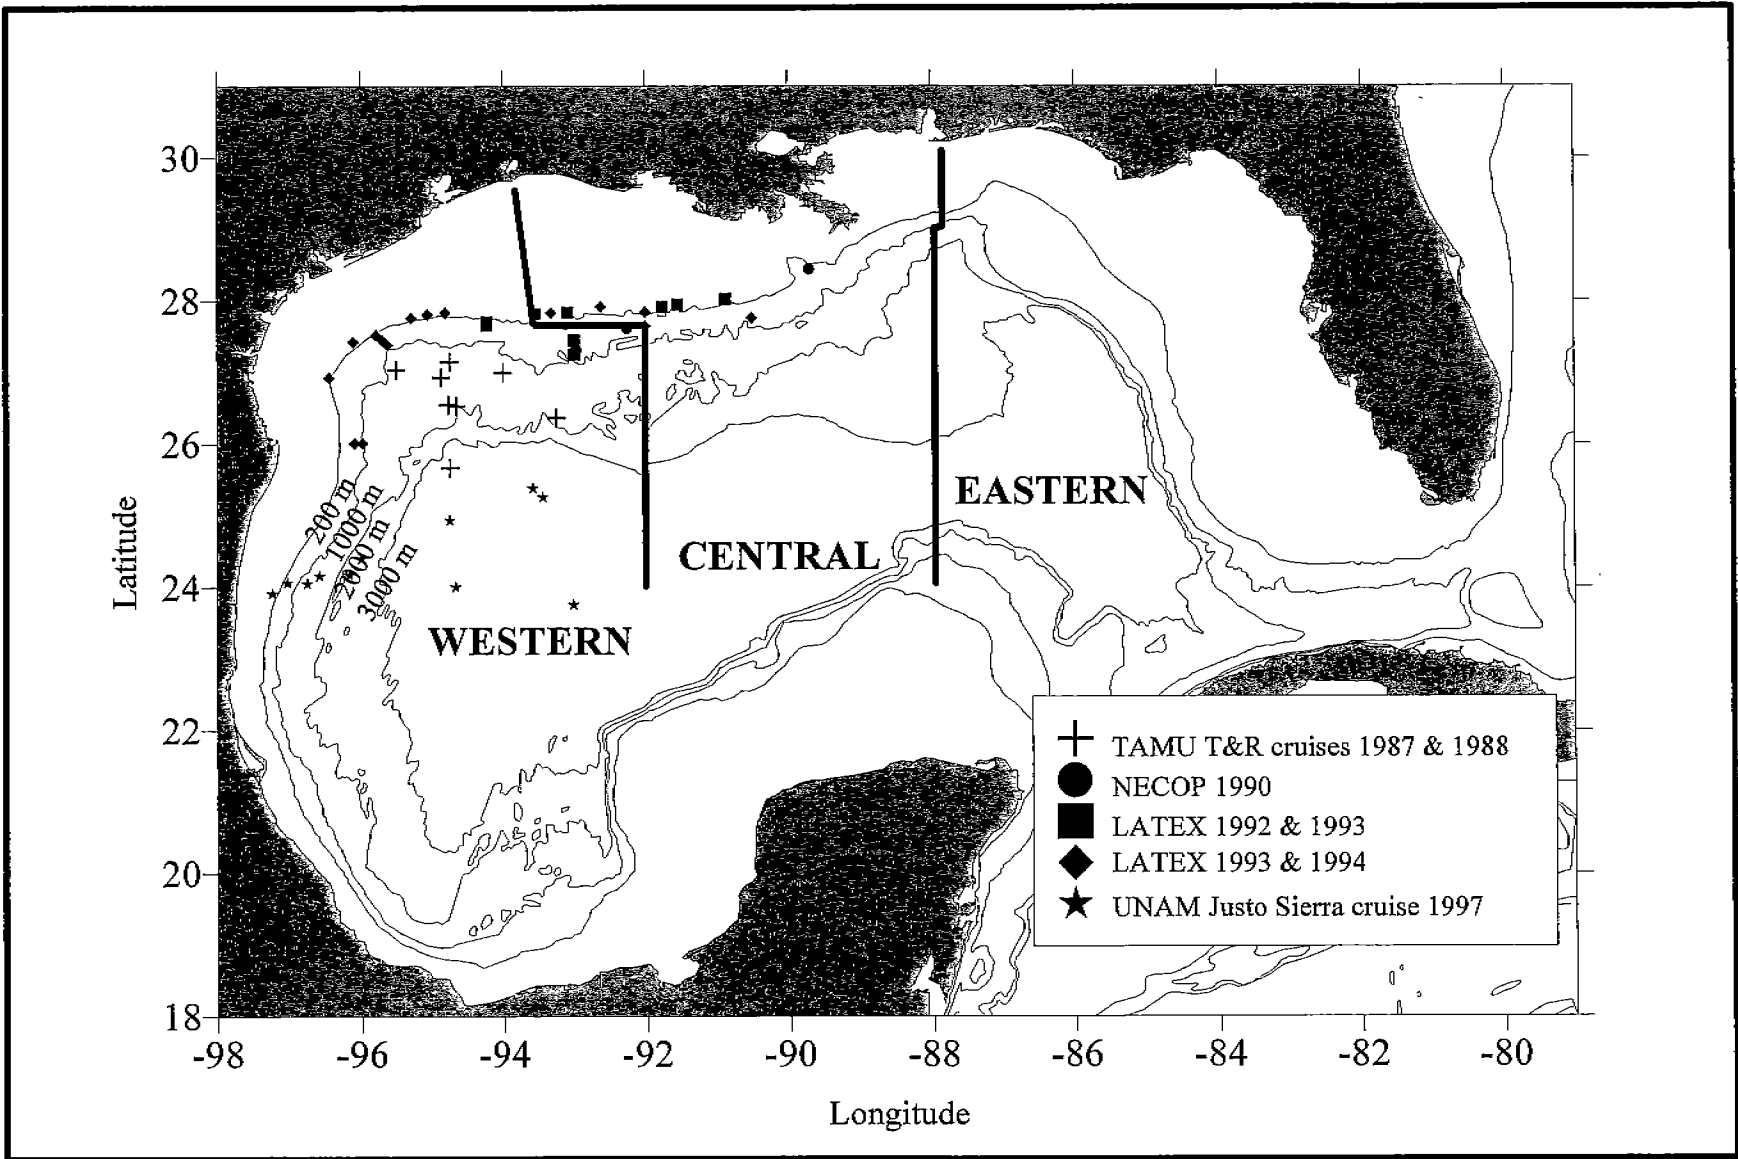 30
28
26
24
22
20
18
Latitude
200 m
1000 m
2000 m
3000 m
WESTERN
CENTRAL
EASTERN
TAMU T&R cruises 1987 & 1988
NECOP 1990
LATEX 1992 & 1993
LATEX 1993 & 1994
UNAM Justo Sierra cruise 1997
-98 -96 -94 -92 -90 -88 -86 -84 -82 -80
Longitude